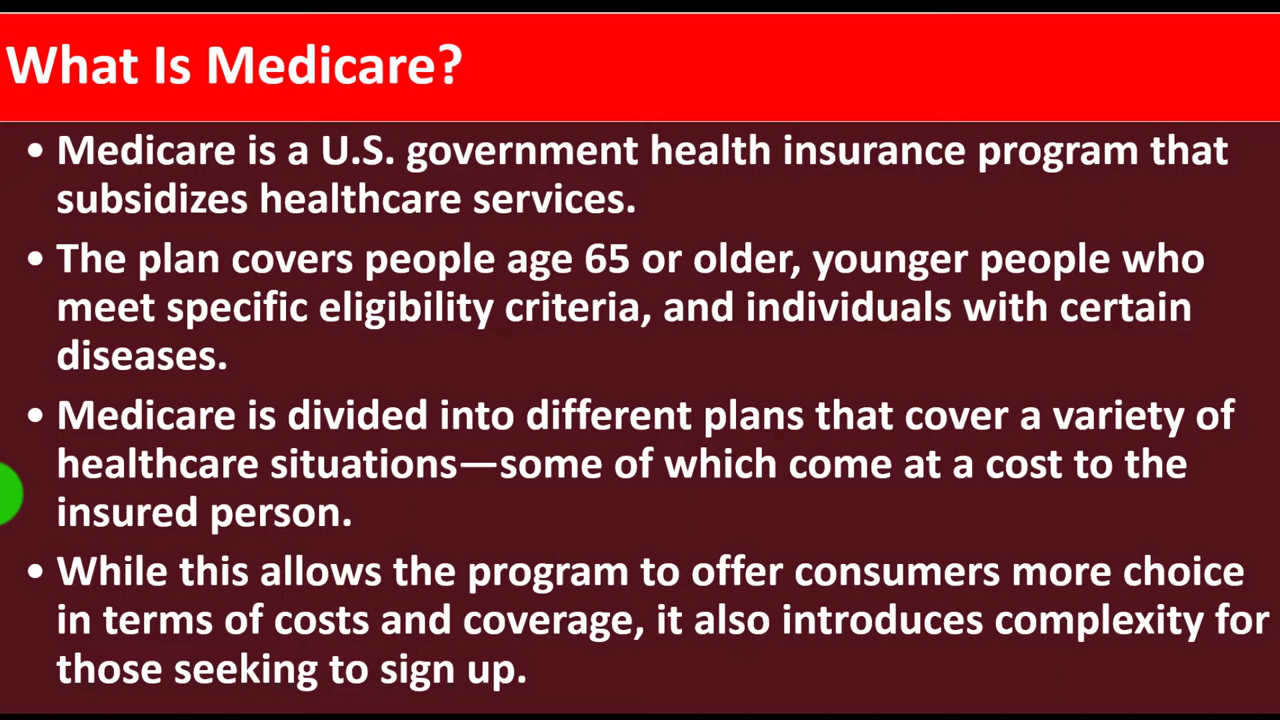 What Is Medicare?
• Medicare is a U.S. government health insurance program that
subsidizes healthcare services.
• The plan covers people age 65 or older, younger people who
meet specific eligibility criteria, and individuals with certain
diseases.
• Medicare is divided into different plans that cover a variety of
healthcare situations—some of which come at a cost to the
insured person.
• While this allows the program to offer consumers more choice
in terms of costs and coverage, it also introduces complexity for
those seeking to sign up.